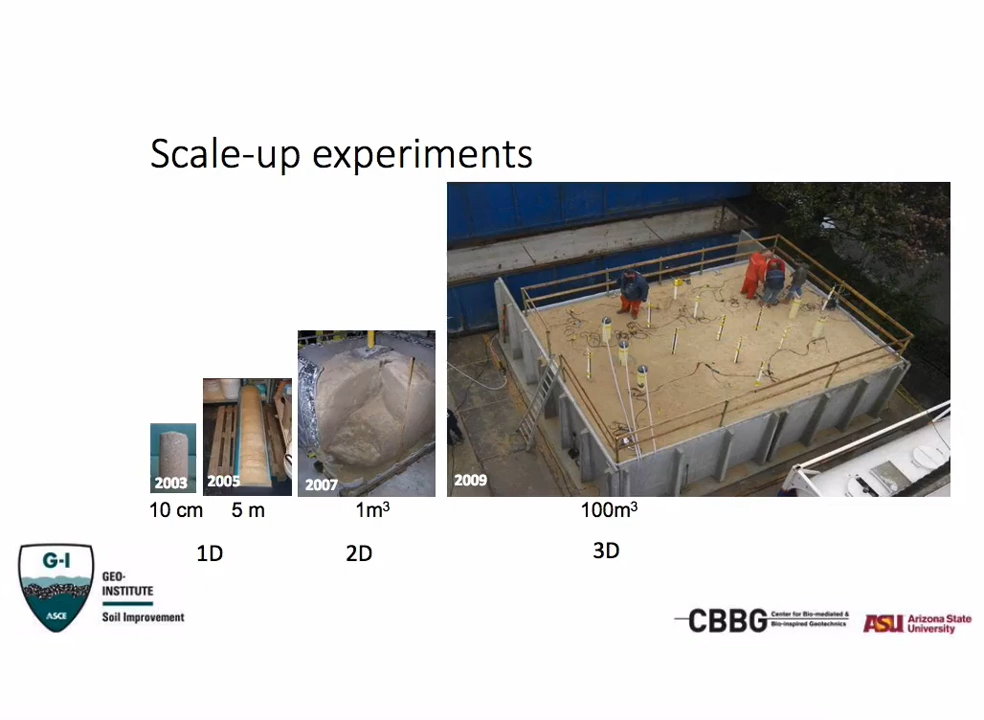 Scale-up experiments
2003
2005
2007
2009
10 cm
5 m
1m³
100m³
1D
2D
3D
G-I
ASCE
GEO-
INSTITUTE
Soil Improvement
CBBG
Center for Bio-mediated &
Bio-inspired Geotechnics
ASU
Arizona State
University